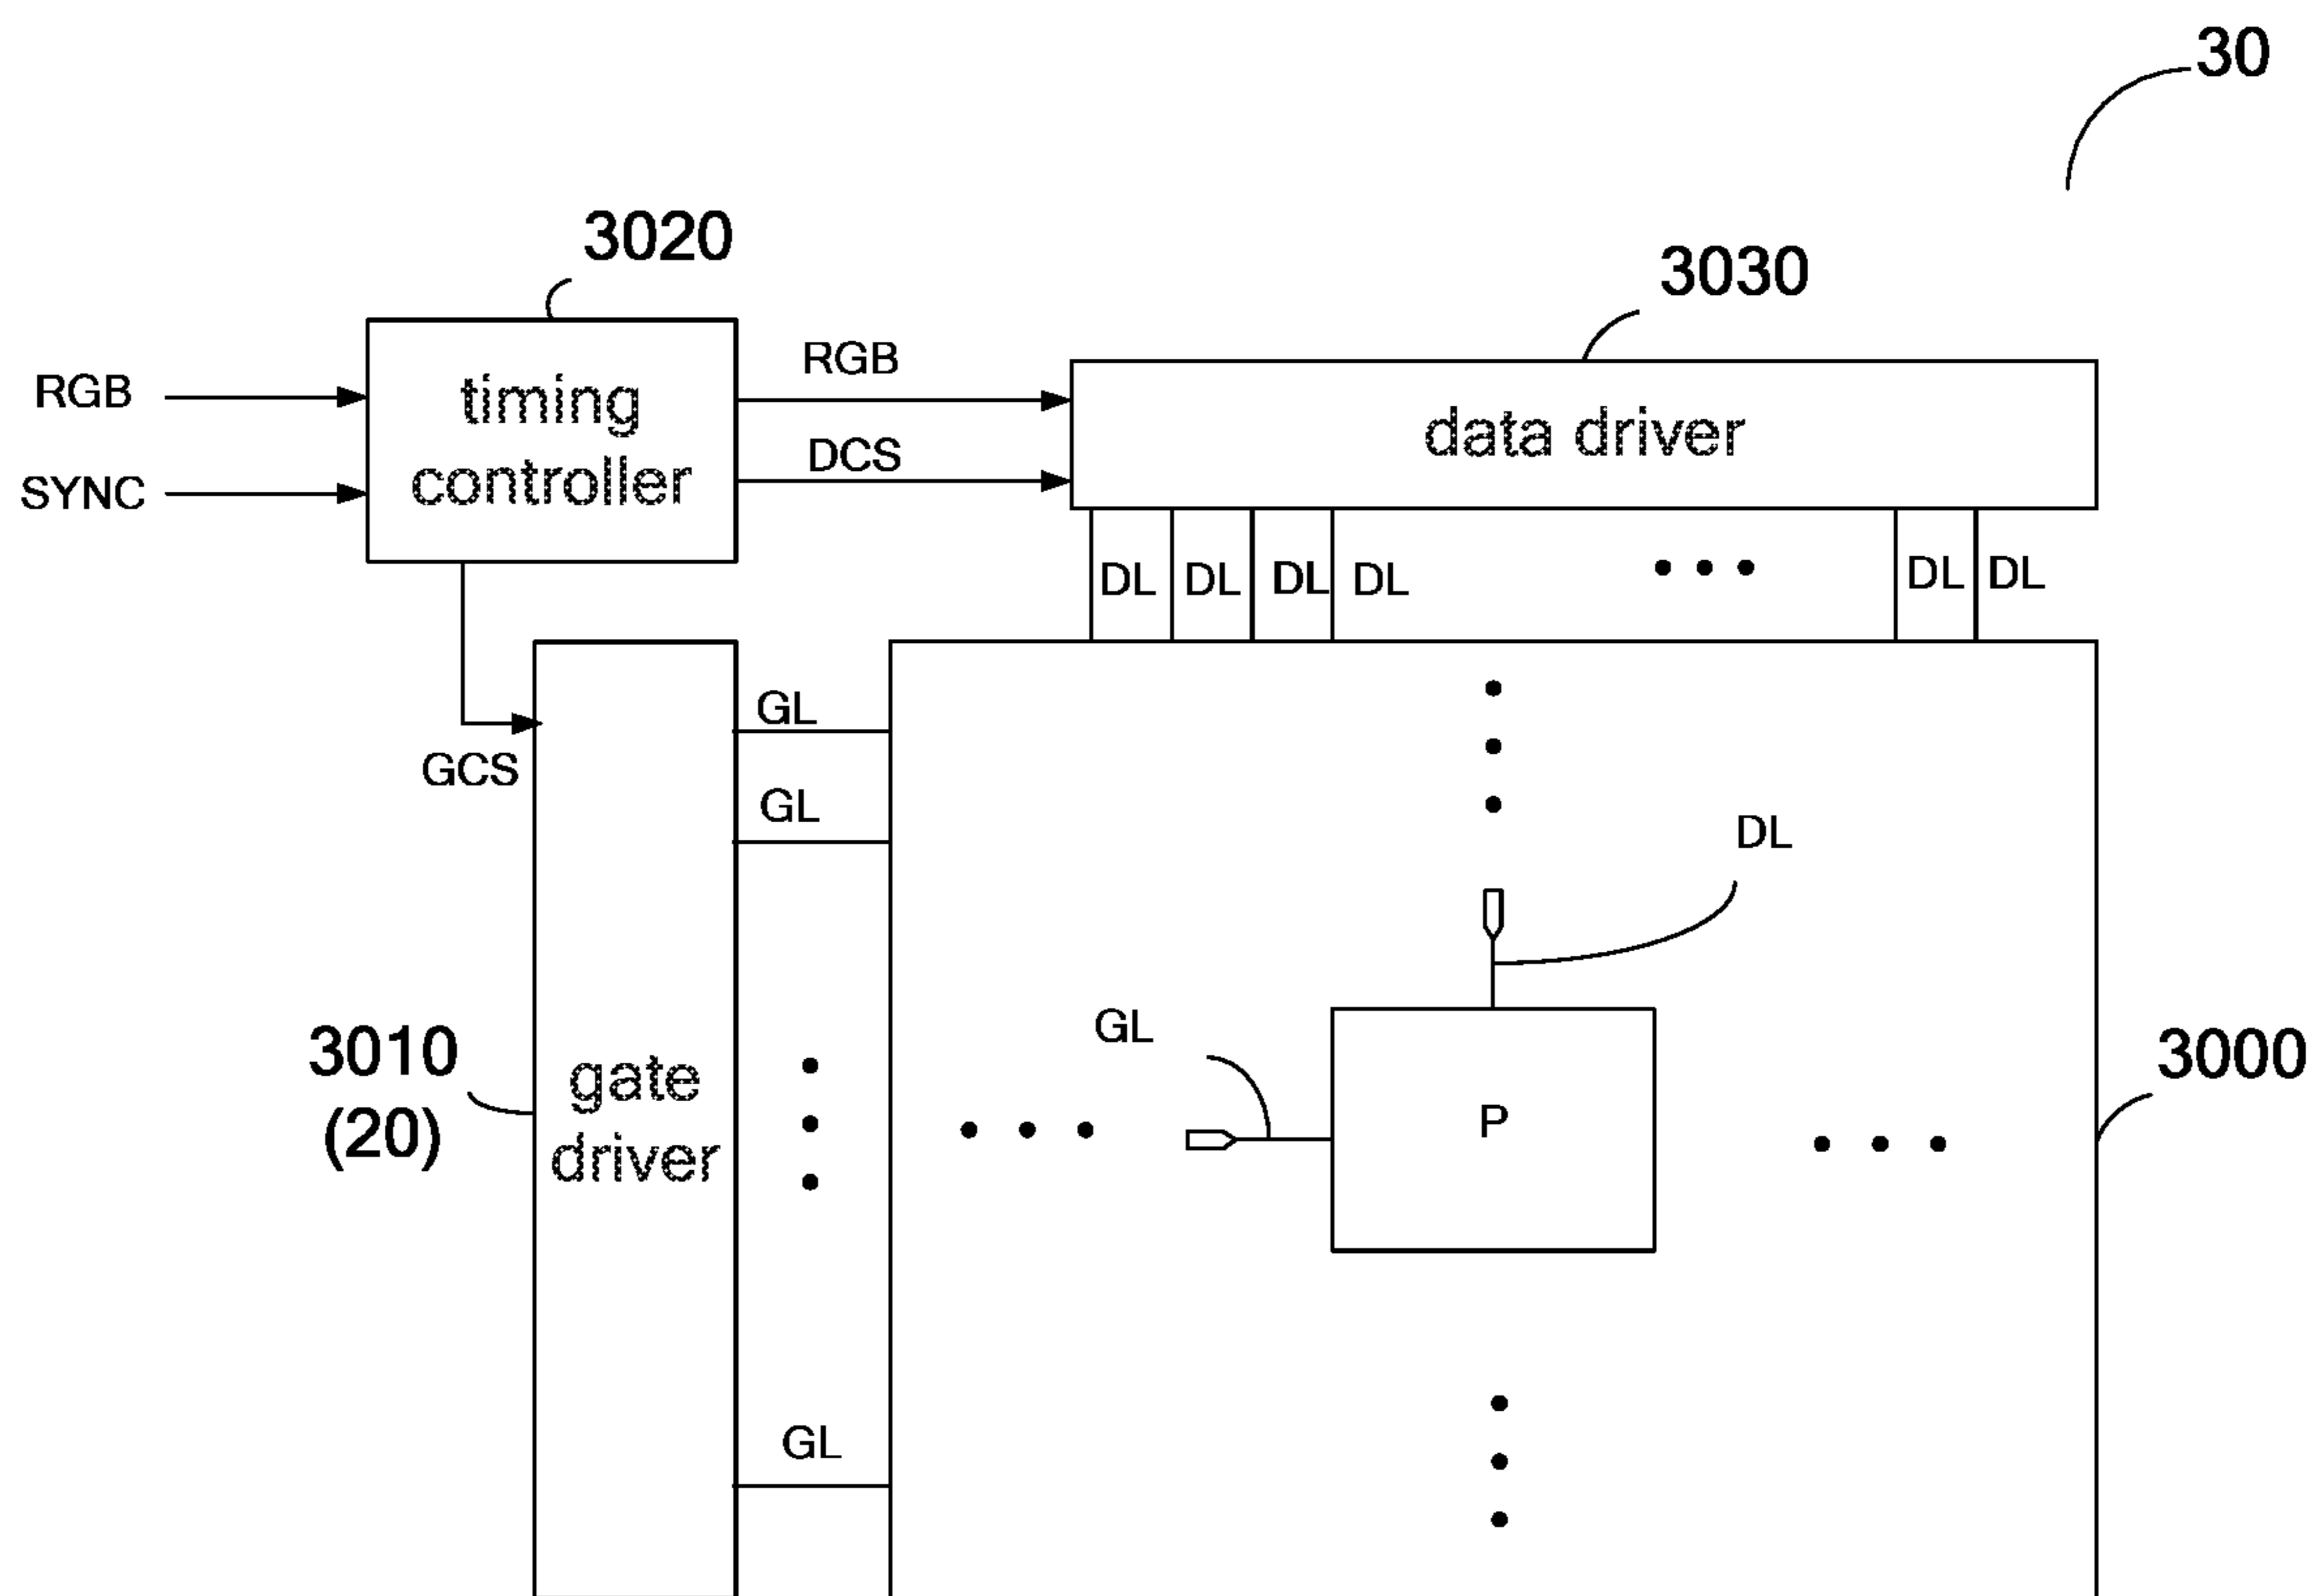 30
3020
3030
RGB
timing
controller
RGB
data driver
SYNC
DCS
DL DL DL DL DL DL
GL
GCS
GL
DL
GL
3010
(20)
gate
driver
P
3000
GL